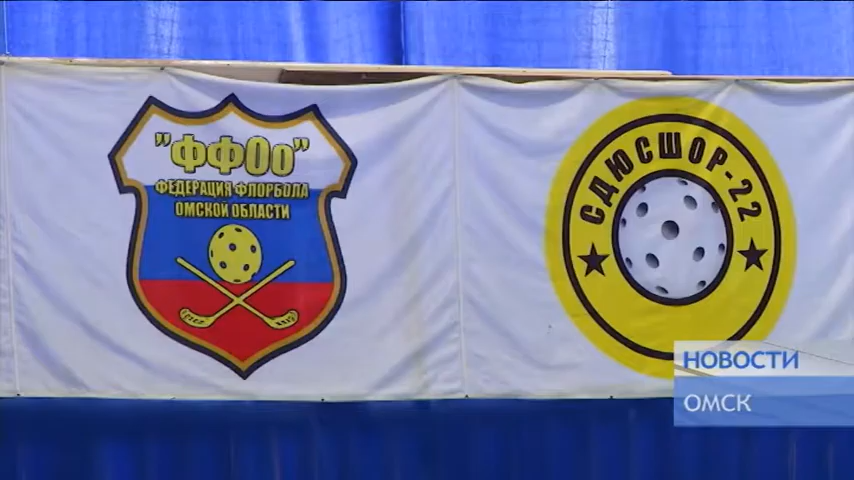 "ФФОо"
ФЕДЕРАЦИЯ ФЛОРБОЛА
ОМСКОЙ ОБЛАСТИ
СДЮСШОР-22
НОВОСТИ
ОМСК